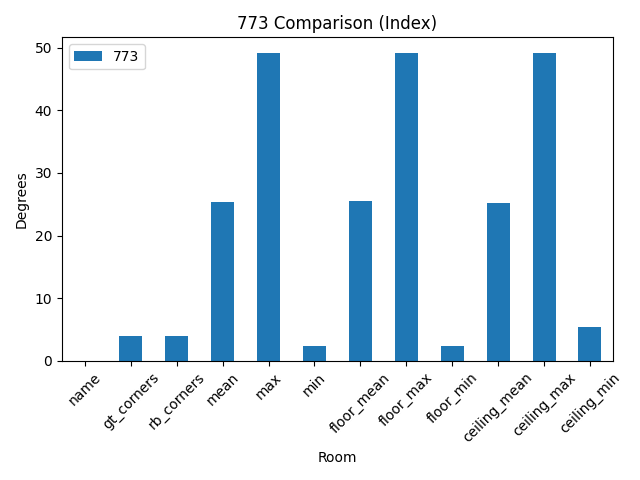 773 Comparison (Index)
773
Degrees
50
40
30
20
10
0
name
gt_corners
rb_corners
mean
max
min
floor_mean
floor_max
floor_min
ceiling_mean
ceiling_max
ceiling_min
Room